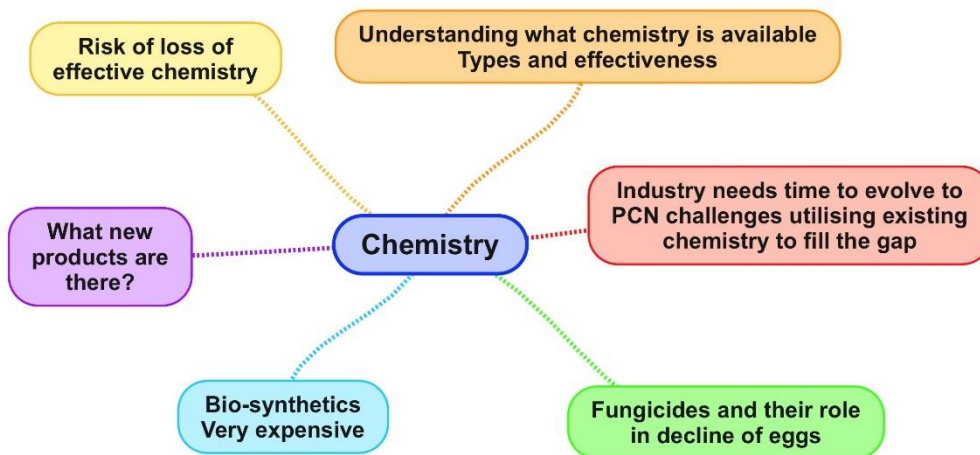 Risk of loss of
effective chemistry
Understanding what chemistry is available
Types and effectiveness
Industry needs time to evolve to
PCN challenges utilising existing
chemistry to fill the gap
What new
products are
there?
Chemistry
Bio-synthetics
Very expensive
Fungicides and their role
in decline of eggs